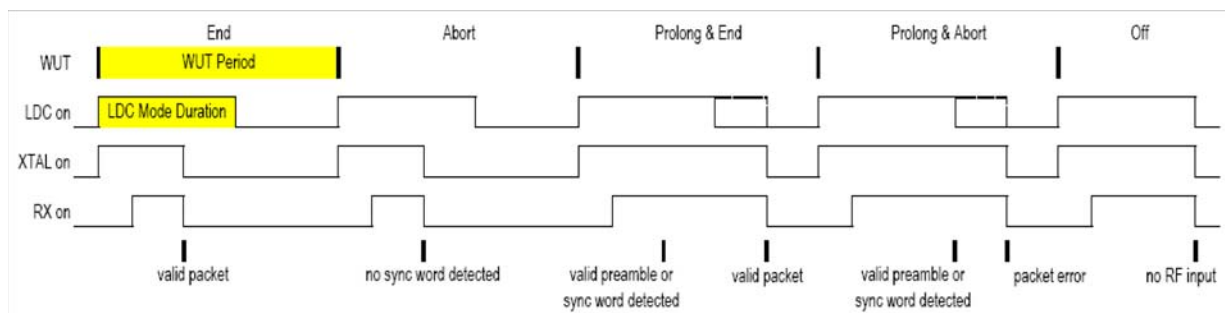 End
Abort
Prolong & End
Prolong & Abort
Off
WUT
WUT Period
LDC on
LDC Mode Duration
XTAL on
RX on
valid packet
no sync word detected
valid preamble or
sync word detected
valid packet
valid preamble or
sync word detected
packet error
no RF input